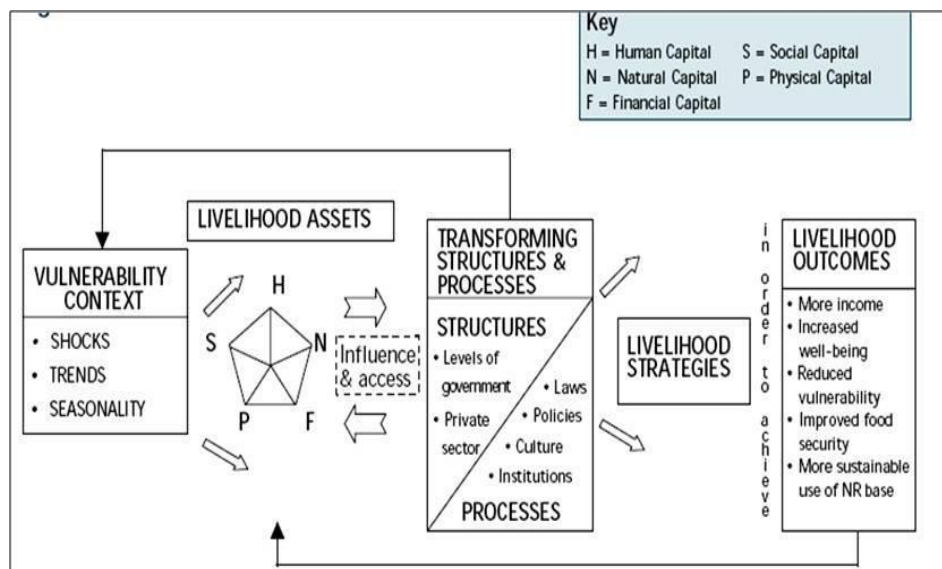 Key
H = Human Capital S = Social Capital
N = Natural Capital P = Physical Capital
F = Financial Capital
LIVELIHOOD ASSETS
VULNERABILITY
CONTEXT
• SHOCKS
• TRENDS
• SEASONALITY
H
S
N
P
F
Influence
& access
TRANSFORMING
STRUCTURES &
PROCESSES
STRUCTURES
• Levels of
government
• Private
sector
• Laws
• Policies
• Culture
• Institutions
PROCESSES
LIVELIHOOD
STRATEGIES
in order to achieve
LIVELIHOOD
OUTCOMES
• More income
• Increased
well-being
• Reduced
vulnerability
• Improved food
security
• More sustainable
use of NR base